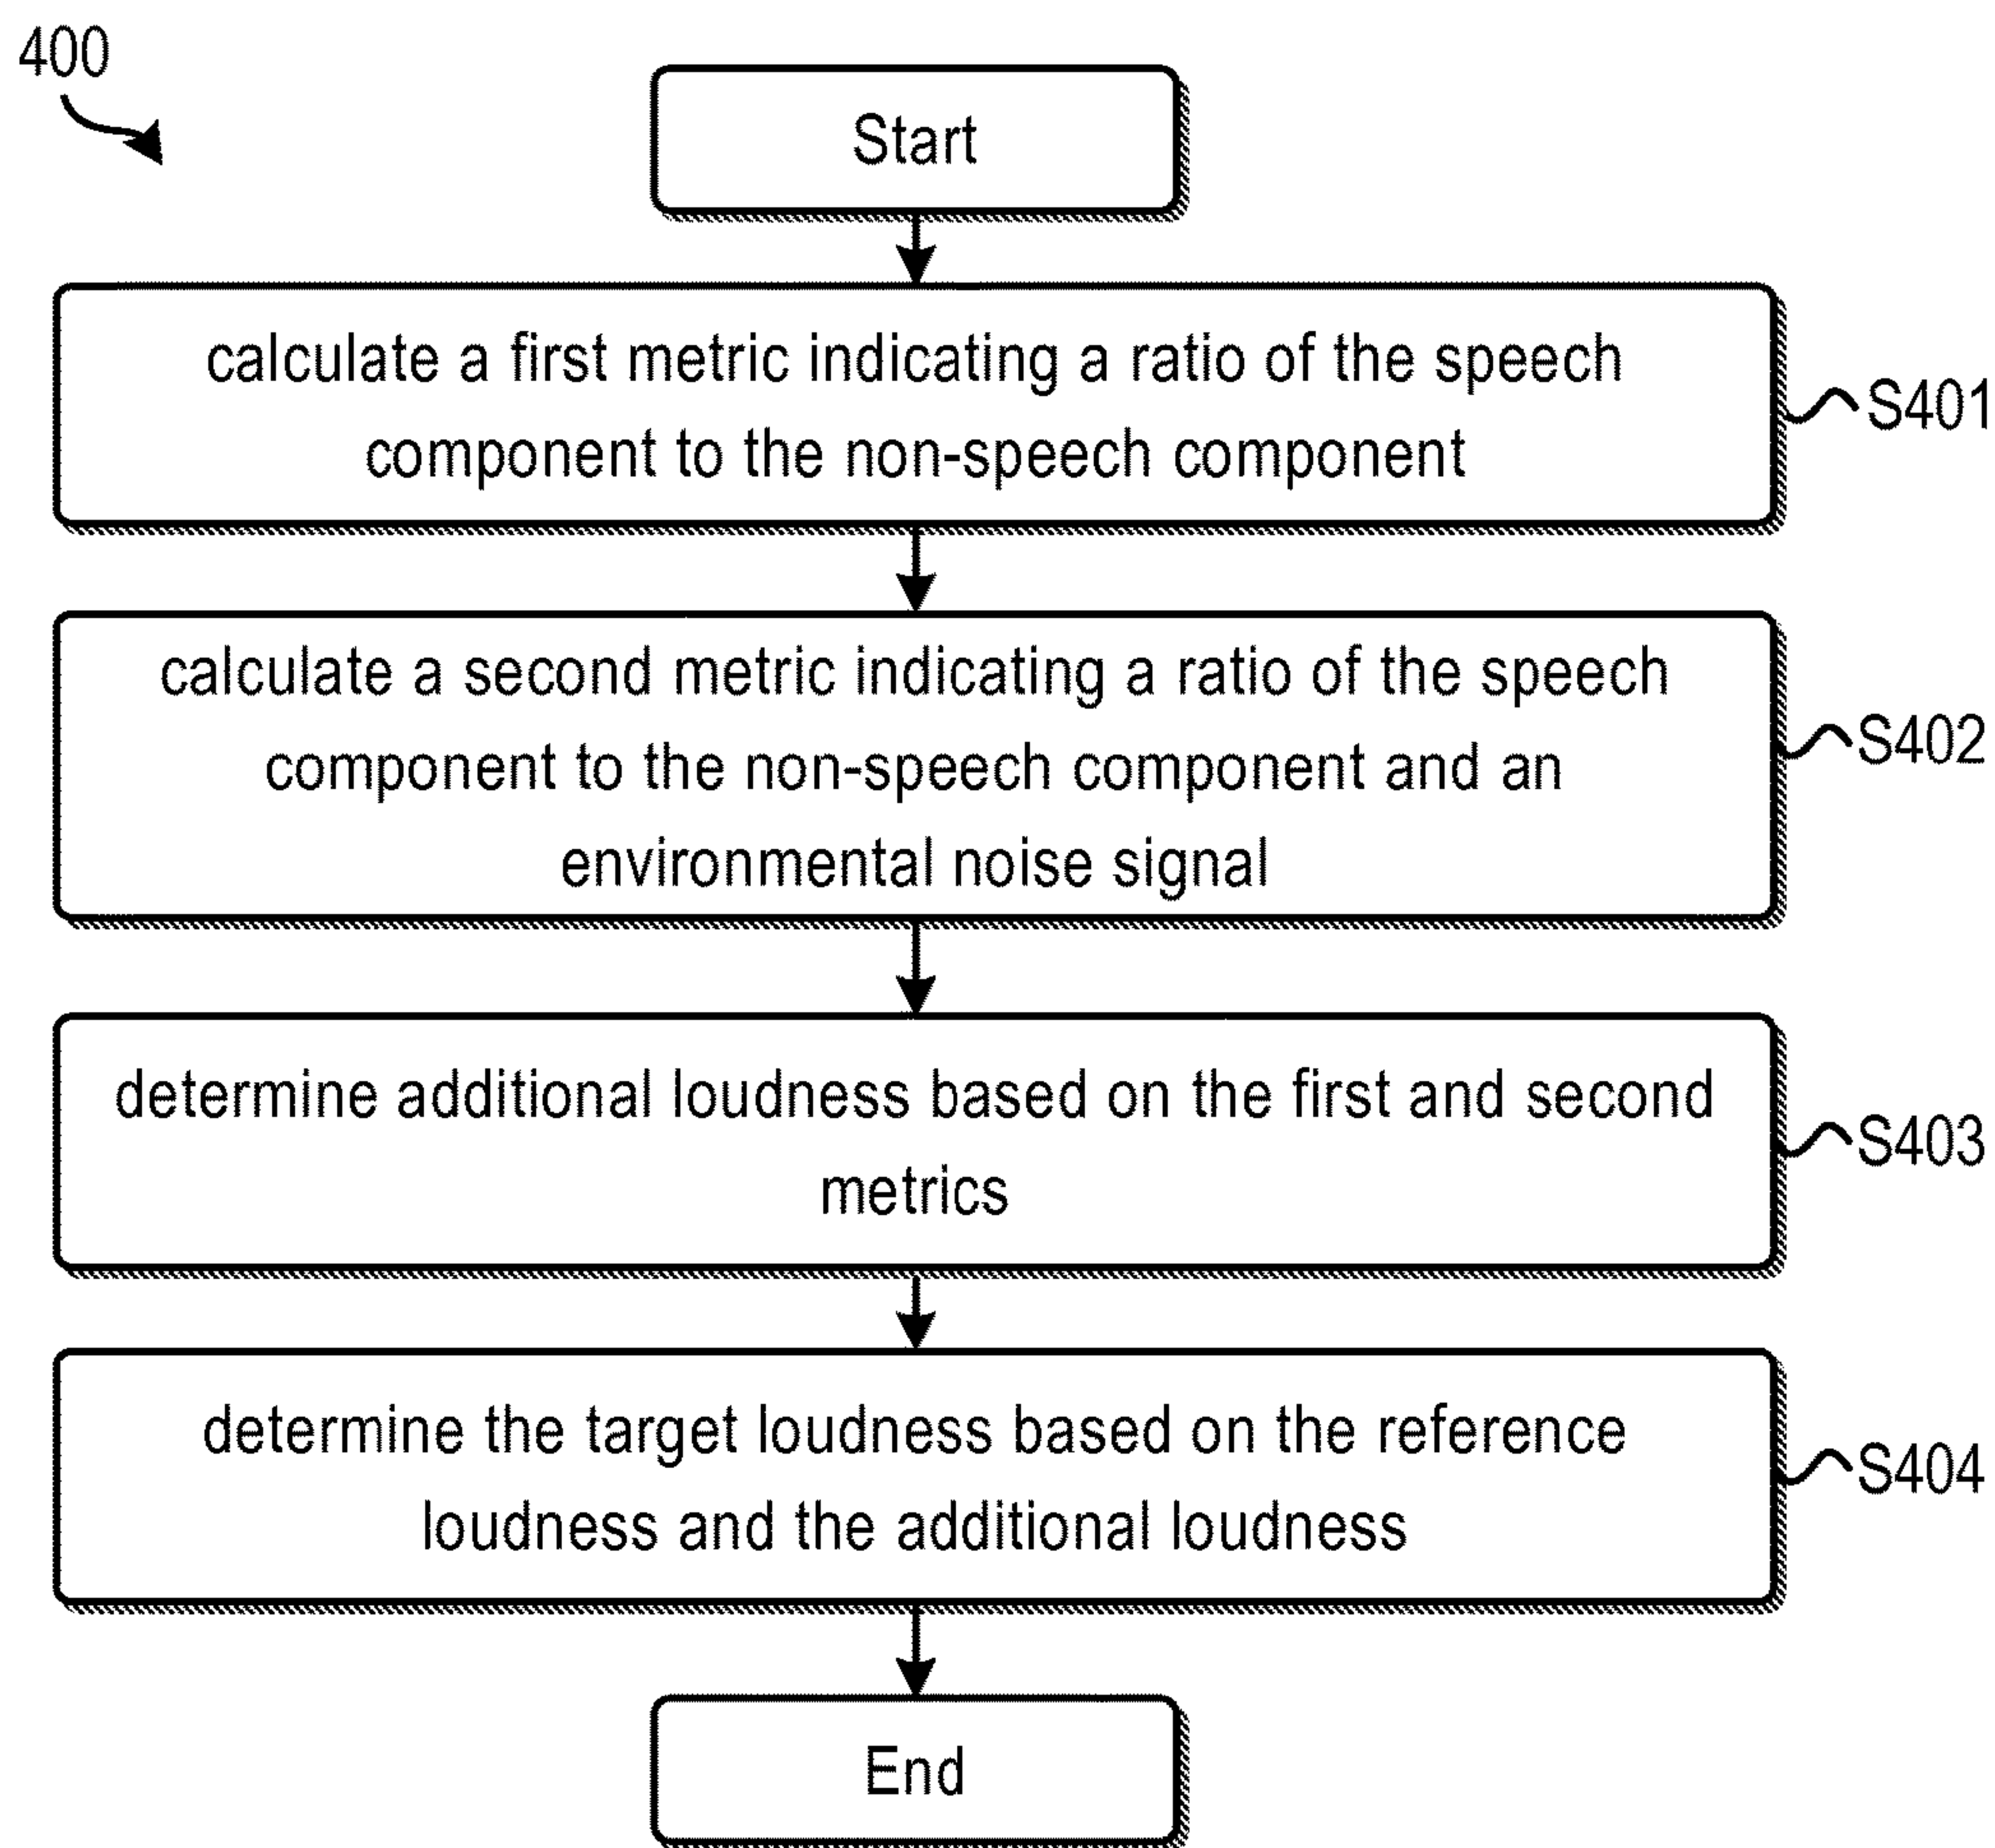 400
Start
calculate a first metric indicating a ratio of the speech
component to the non-speech component
S401
calculate a second metric indicating a ratio of the speech
component to the non-speech component and an
environmental noise signal
S402
determine additional loudness based on the first and second
metrics
S403
determine the target loudness based on the reference
loudness and the additional loudness
S404
End